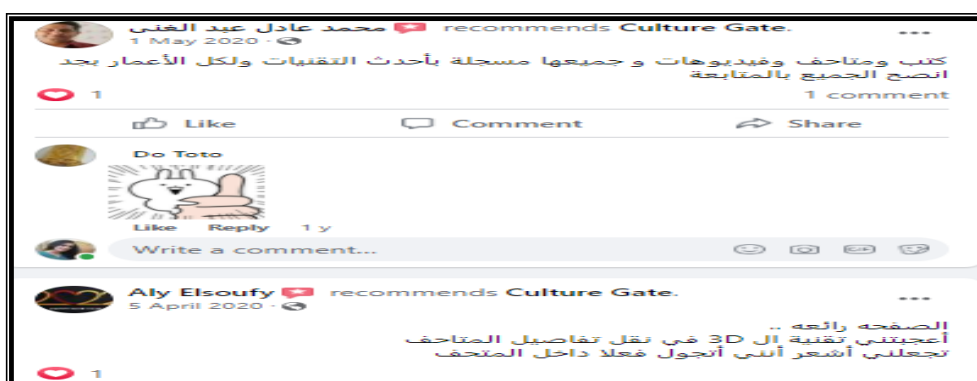 محمد عادل عبد الغني recommends Culture Gate.
1 May 2020 ·
كتب ومتاحف وفيديوهات و جميعها مسجلة بأحدث التقنيات ولكل الأعمار بجد
انصح الجميع بالمتابعة
1
1 comment
Like Comment Share
Do Toto
Like Reply 1 y
Write a comment...
GIF
Aly Elsoufy recommends Culture Gate.
5 April 2020 ·
الصفحه رائعه ..
أعجبتني تقنية ال 3D في نقل تفاصيل المتاحف
تجعلني أشعر أنني أتجول فعلا داخل المتحف
1